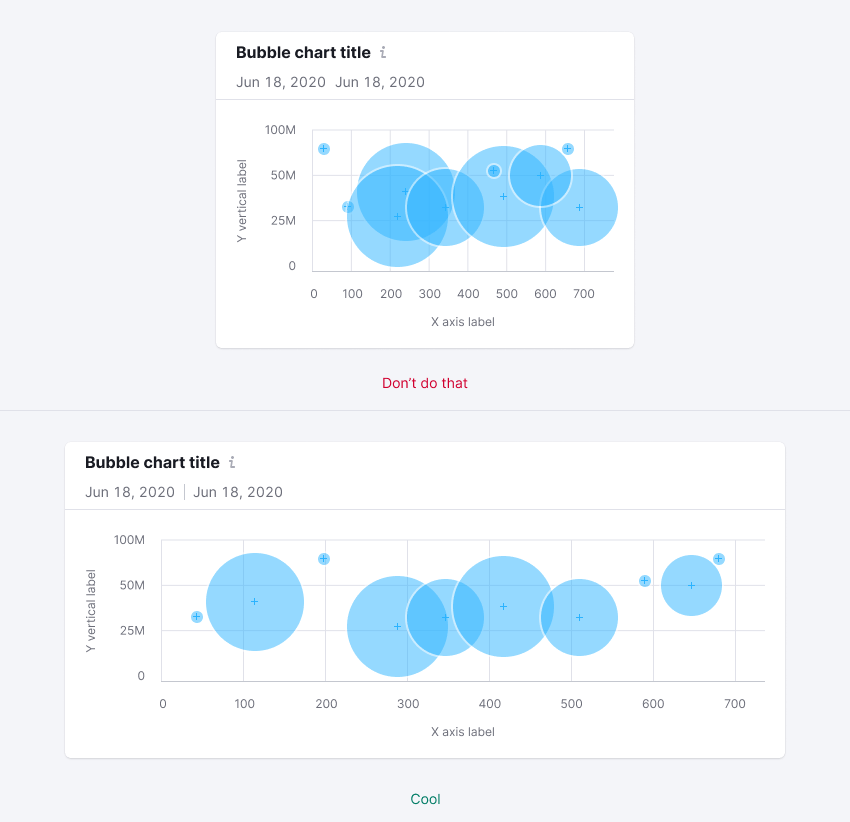 Bubble chart title i
Jun 18, 2020 Jun 18, 2020
Y vertical label
100M
50M
25M
0
0 100 200 300 400 500 600 700
X axis label
Don’t do that
Bubble chart title i
Jun 18, 2020 | Jun 18, 2020
Y vertical label
100M
50M
25M
0
0 100 200 300 400 500 600 700
X axis label
Cool